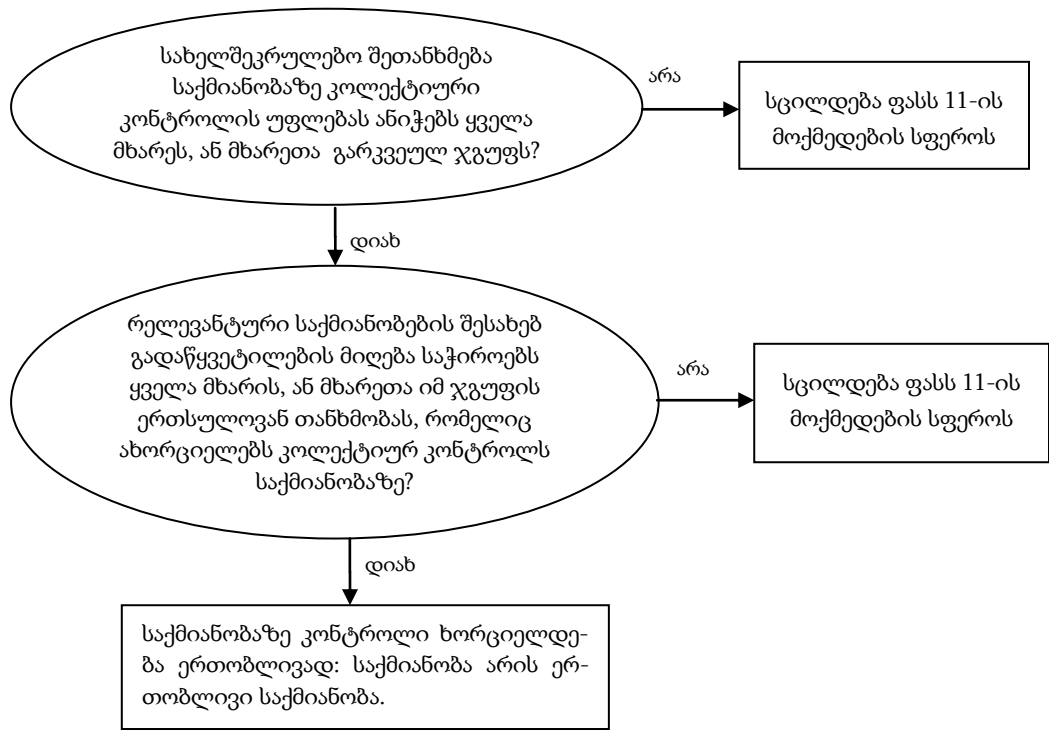 სახელშეკრულებო შეთანხმება
საქმიანობაზე კოლექტიური
კონტროლის უფლებას ანიჭებს ყველა
მხარეს, ან მხარეთა გარკვეულ ჯგუფს?
არა
სცილდება ფასს 11-ის
მოქმედების სფეროს
დიახ
რელევანტური საქმიანობების შესახებ
გადაწყვეტილების მიღება საჭიროებს
ყველა მხარის, ან მხარეთა იმ ჯგუფის
ერთსულოვან თანხმობას, რომელიც
ახორციელებს კოლექტიურ კონტროლს
საქმიანობაზე?
არა
სცილდება ფასს 11-ის
მოქმედების სფეროს
დიახ
საქმიანობაზე კონტროლი ხორციელდე-
ბა ერთობლივად: საქმიანობა არის ერ-
თობლივი საქმიანობა.